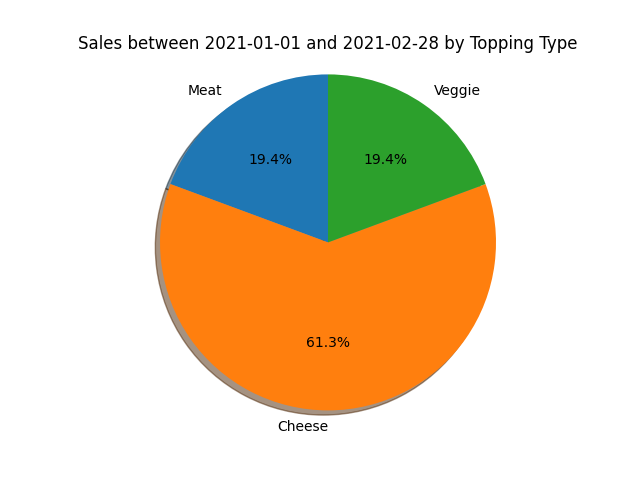 Sales between 2021-01-01 and 2021-02-28 by Topping Type
Meat
Veggie
19.4%
19.4%
61.3%
Cheese